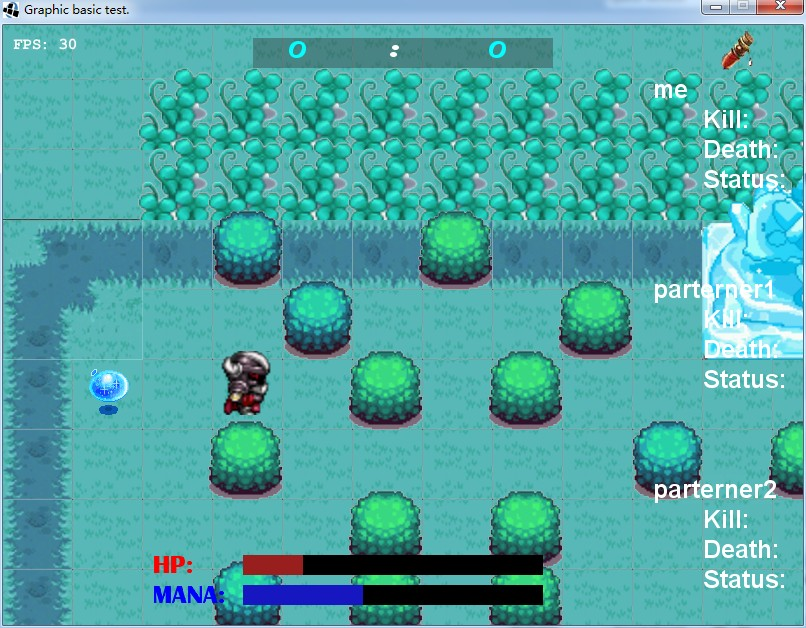 Graphic basic test.
FPS: 30
0 : 0
me
Kill:
Death:
Status:
parterner1
Kill:
Death:
Status:
parterner2
Kill:
Death:
Status:
HP:
MANA: